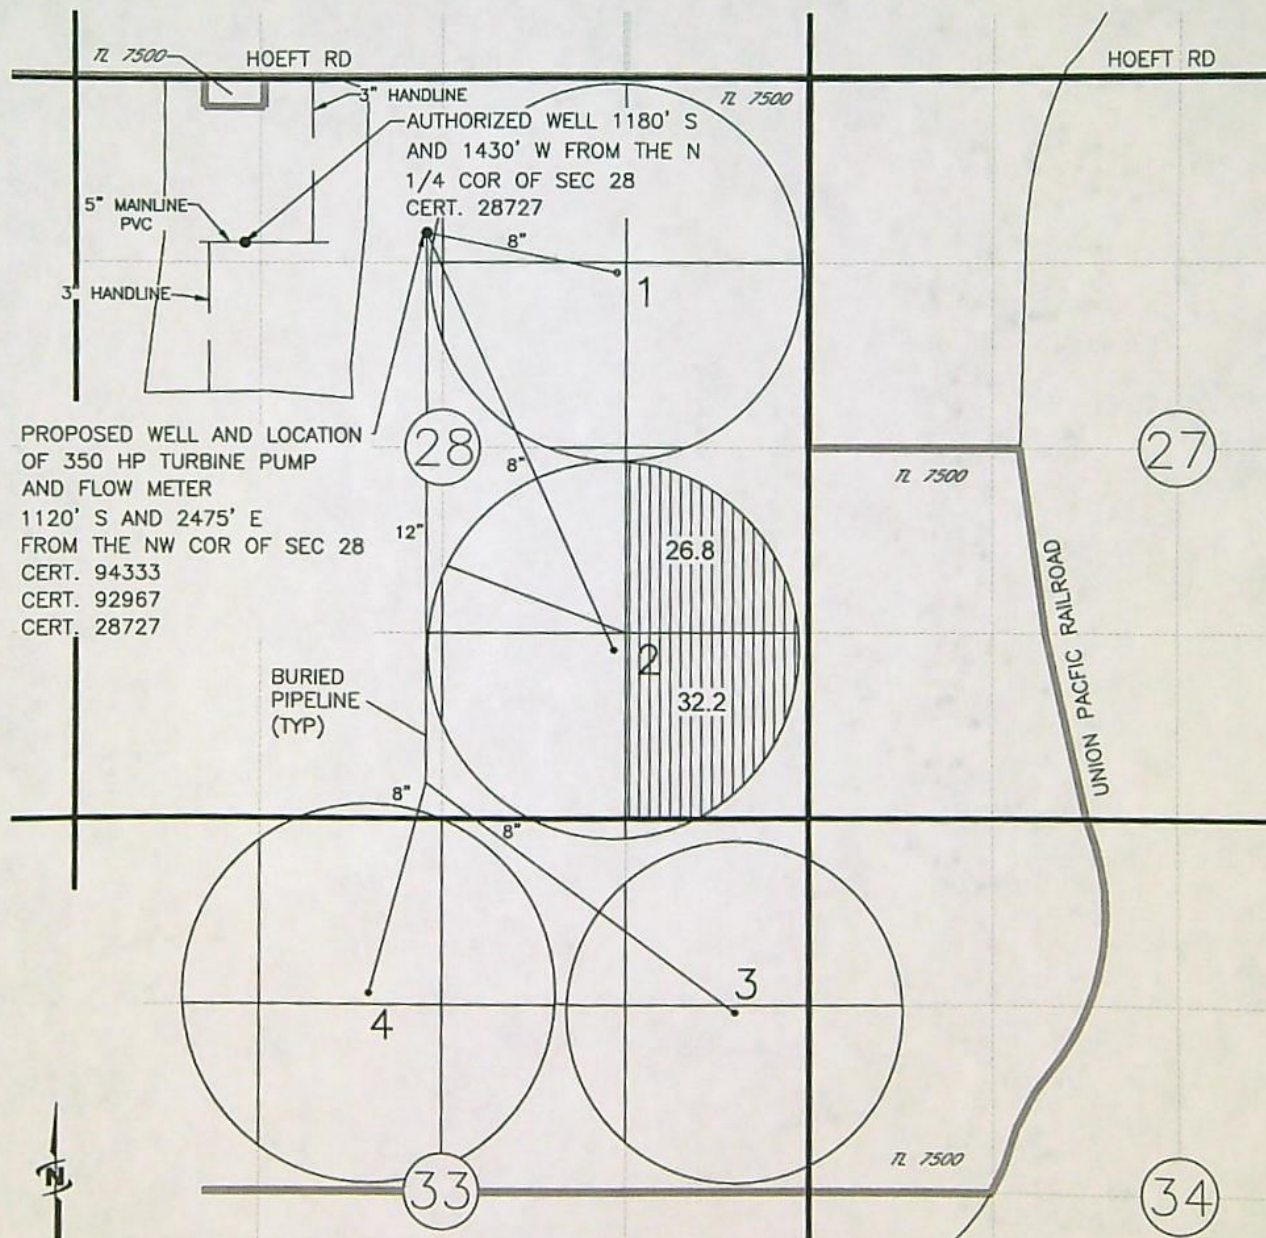 TL 7500
HOEFT RD
HOEFT RD
3" HANDLINE
TL 7500
AUTHORIZED WELL 1180' S
AND 1430' W FROM THE N
1/4 COR OF SEC 28
CERT. 28727
5" MAINLINE
PVC
8"
1
3" HANDLINE
PROPOSED WELL AND LOCATION
OF 350 HP TURBINE PUMP
AND FLOW METER
1120' S AND 2475' E
FROM THE NW COR OF SEC 28
CERT. 94333
CERT. 92967
CERT. 28727
28
27
8"
TL 7500
12"
26.8
UNION PACFIC RAILROAD
2
32.2
BURIED
PIPELINE
(TYP)
8"
8"
3
4
TL 7500
N
33
34